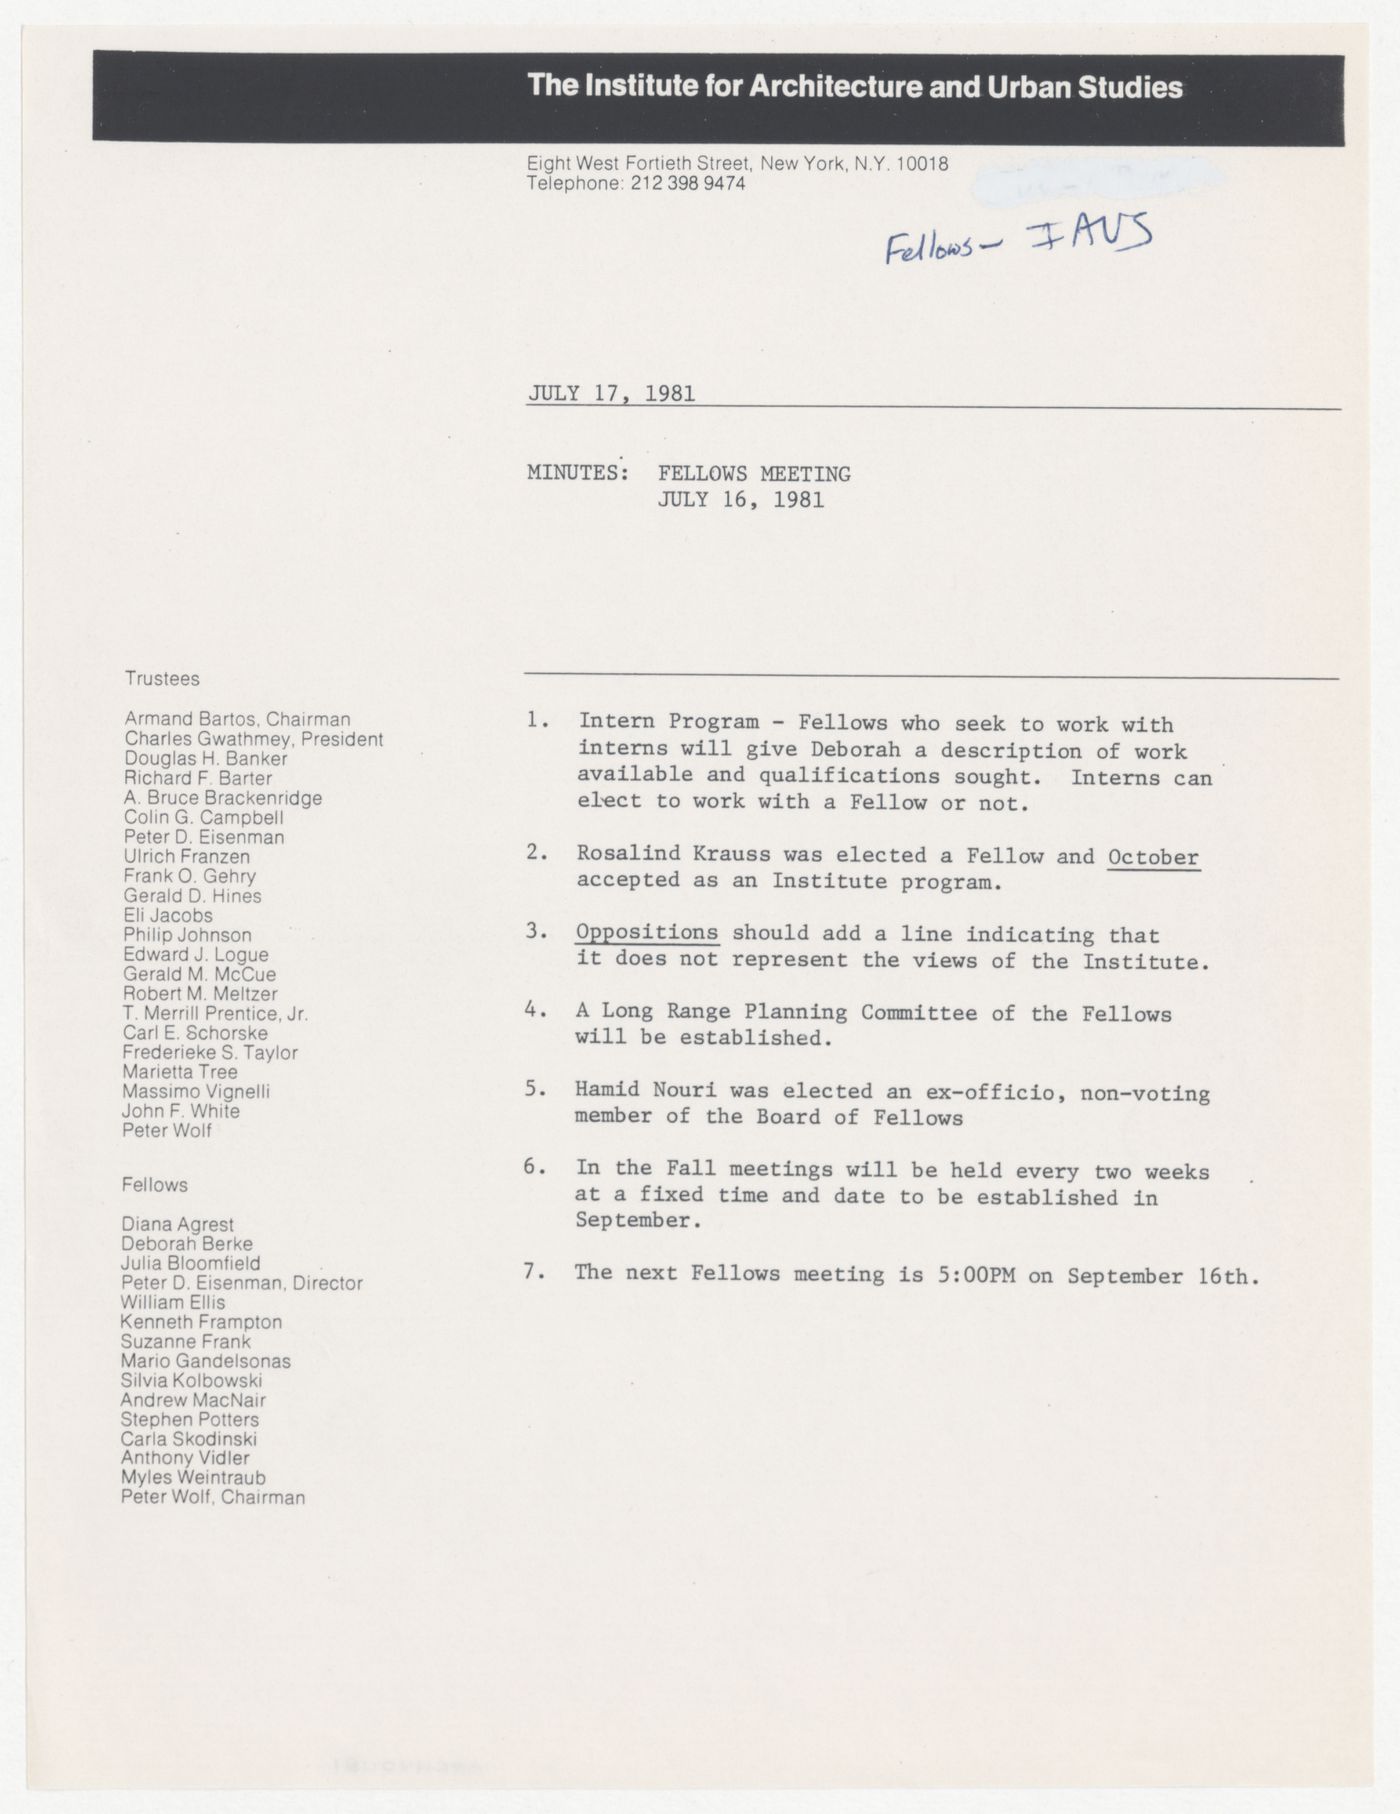 The Institute for Architecture and Urban Studies
Eight West Fortieth Street, New York, N.Y. 10018
Telephone: 212 398 9474
Fellows - IAUS
JULY 17, 1981
MINUTES: FELLOWS MEETING
JULY 16, 1981
Trustees
Armand Bartos, Chairman
Charles Gwathmey, President
Douglas H. Banker
Richard F. Barter
A. Bruce Brackenridge
Colin G. Campbell
Peter D. Eisenman
Ulrich Franzen
Frank O. Gehry
Gerald D. Hines
Eli Jacobs
Philip Johnson
Edward J. Logue
Gerald M. McCue
Robert M. Meltzer
T. Merrill Prentice, Jr.
Carl E. Schorske
Frederieke S. Taylor
Marietta Tree
Massimo Vignelli
John F. White
Peter Wolf
Fellows
Diana Agrest
Deborah Berke
Julia Bloomfield
Peter D. Eisenman, Director
William Ellis
Kenneth Frampton
Suzanne Frank
Mario Gandelsonas
Silvia Kolbowski
Andrew MacNair
Stephen Potters
Carla Skodinski
Anthony Vidler
Myles Weintraub
Peter Wolf, Chairman
1. Intern Program - Fellows who seek to work with
interns will give Deborah a description of work
available and qualifications sought. Interns can
elect to work with a Fellow or not.
2. Rosalind Krauss was elected a Fellow and October
accepted as an Institute program.
3. Oppositions should add a line indicating that
it does not represent the views of the Institute.
4. A Long Range Planning Committee of the Fellows
will be established.
5. Hamid Nouri was elected an ex-officio, non-voting
member of the Board of Fellows
6. In the Fall meetings will be held every two weeks
at a fixed time and date to be established in
September.
7. The next Fellows meeting is 5:00PM on September 16th.